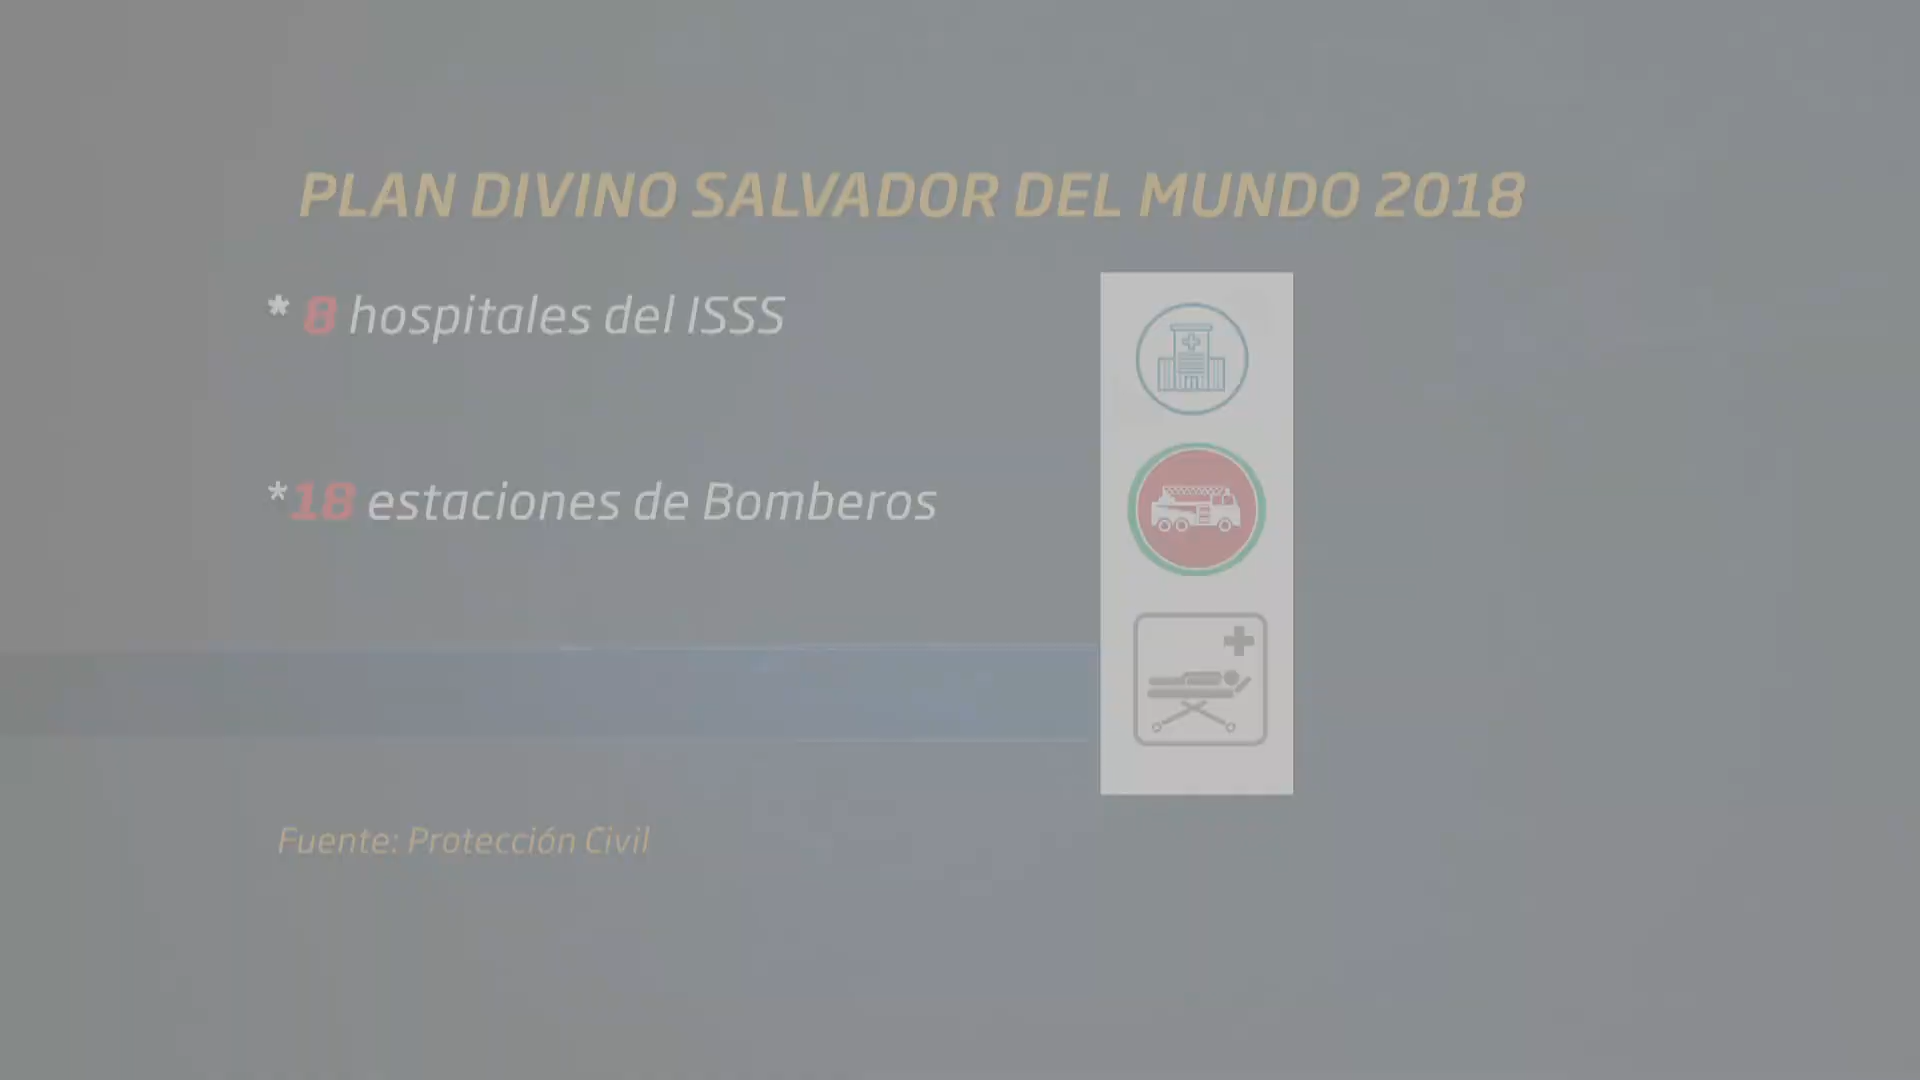 PLAN DIVINO SALVADOR DEL MUNDO 2018
* 8 hospitales del ISSS
*18 estaciones de Bomberos
Fuente: Protección Civil